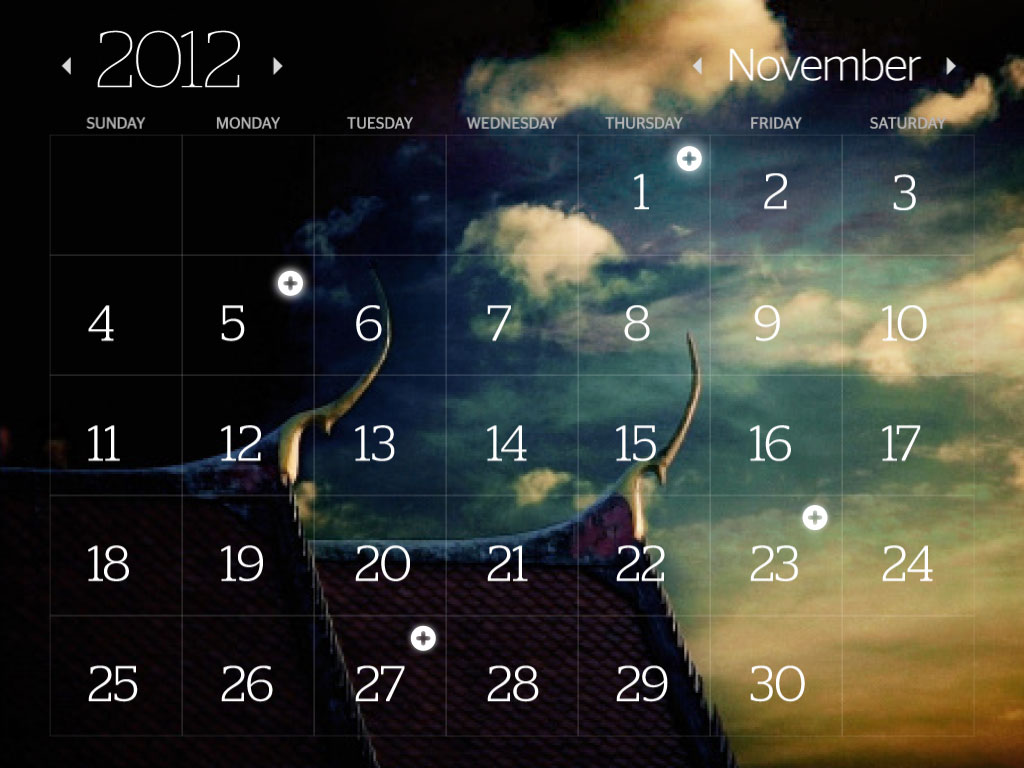 2012 November
SUNDAY MONDAY TUESDAY WEDNESDAY THURSDAY FRIDAY SATURDAY
1 2 3
4 5 6 7 8 9 10
11 12 13 14 15 16 17
18 19 20 21 22 23 24
25 26 27 28 29 30